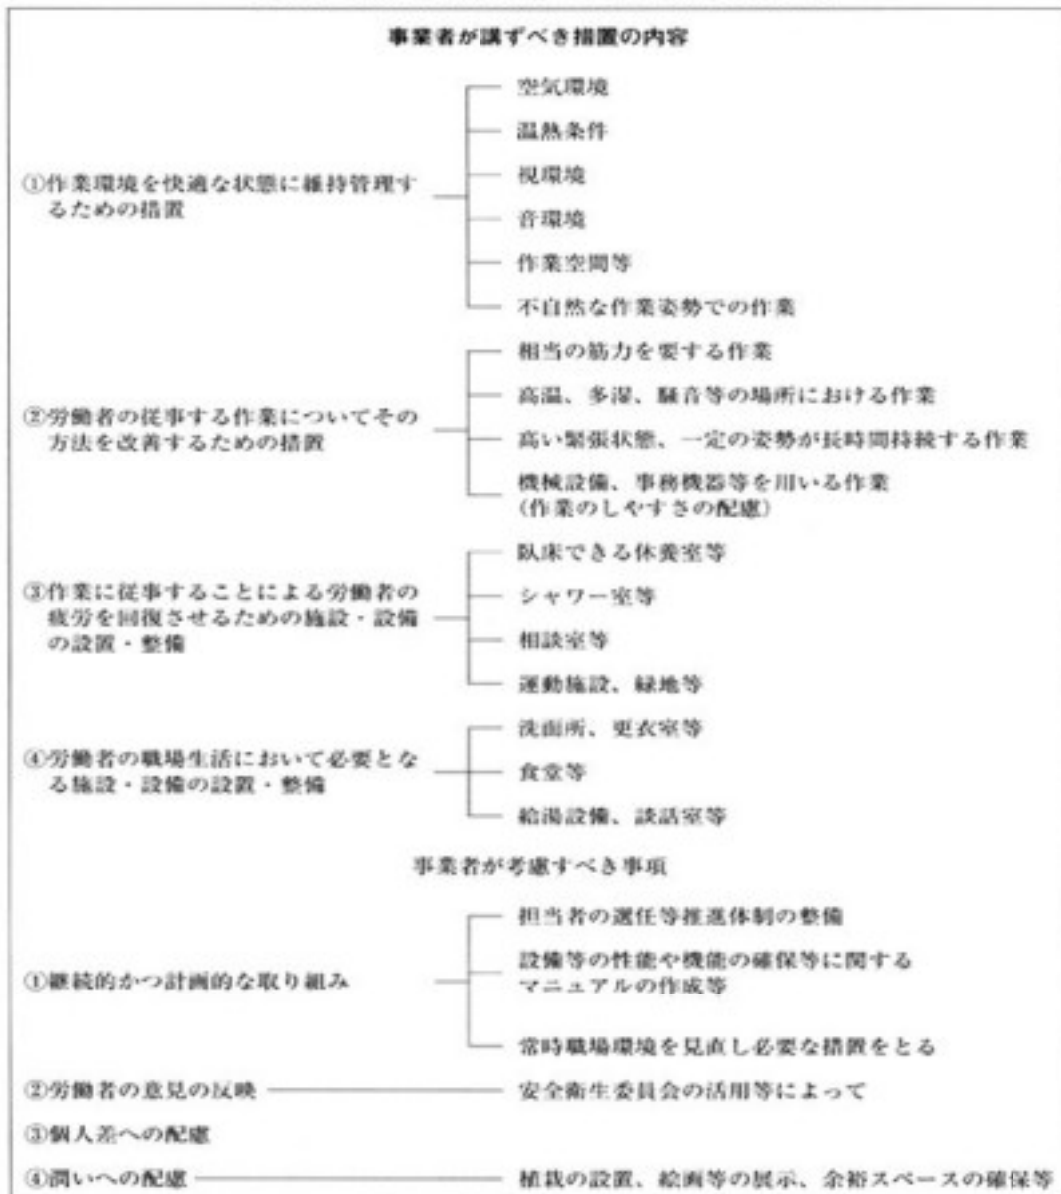 事業者が講ずべき措置の内容
①作業環境を快適な状態に維持管理す
るための措置
空気環境
温熱条件
視環境
音環境
作業空間等
不自然な作業姿勢での作業
②労働者の従事する作業についてその
方法を改善するための措置
相当の筋力を要する作業
高温、多湿、騒音等の場所における作業
高い緊張状態、一定の姿勢が長時間持続する作業
機械設備、事務機器等を用いる作業
(作業のしやすさの配慮)
③作業に従事することによる労働者の
疲労を回復させるための施設・設備
の設置・整備
臥床できる休養室等
シャワー室等
相談室等
運動施設、緑地等
④労働者の職場生活において必要とな
る施設・設備の設置・整備
洗面所、更衣室等
食堂等
給湯設備、談話室等
事業者が考慮すべき事項
①継続的かつ計画的な取り組み
担当者の選任等推進体制の整備
設備等の性能や機能の確保等に関する
マニュアルの作成等
常時職場環境を見直し必要な措置をとる
②労働者の意見の反映
安全衛生委員会の活用等によって
③個人差への配慮
④潤いへの配慮
植栽の設置、絵画等の展示、余裕スペースの確保等